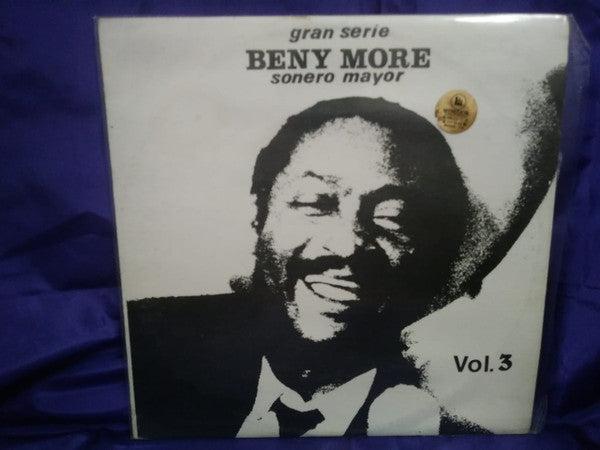 gran serie
BENY MORE
sonero mayor
Vol. 3